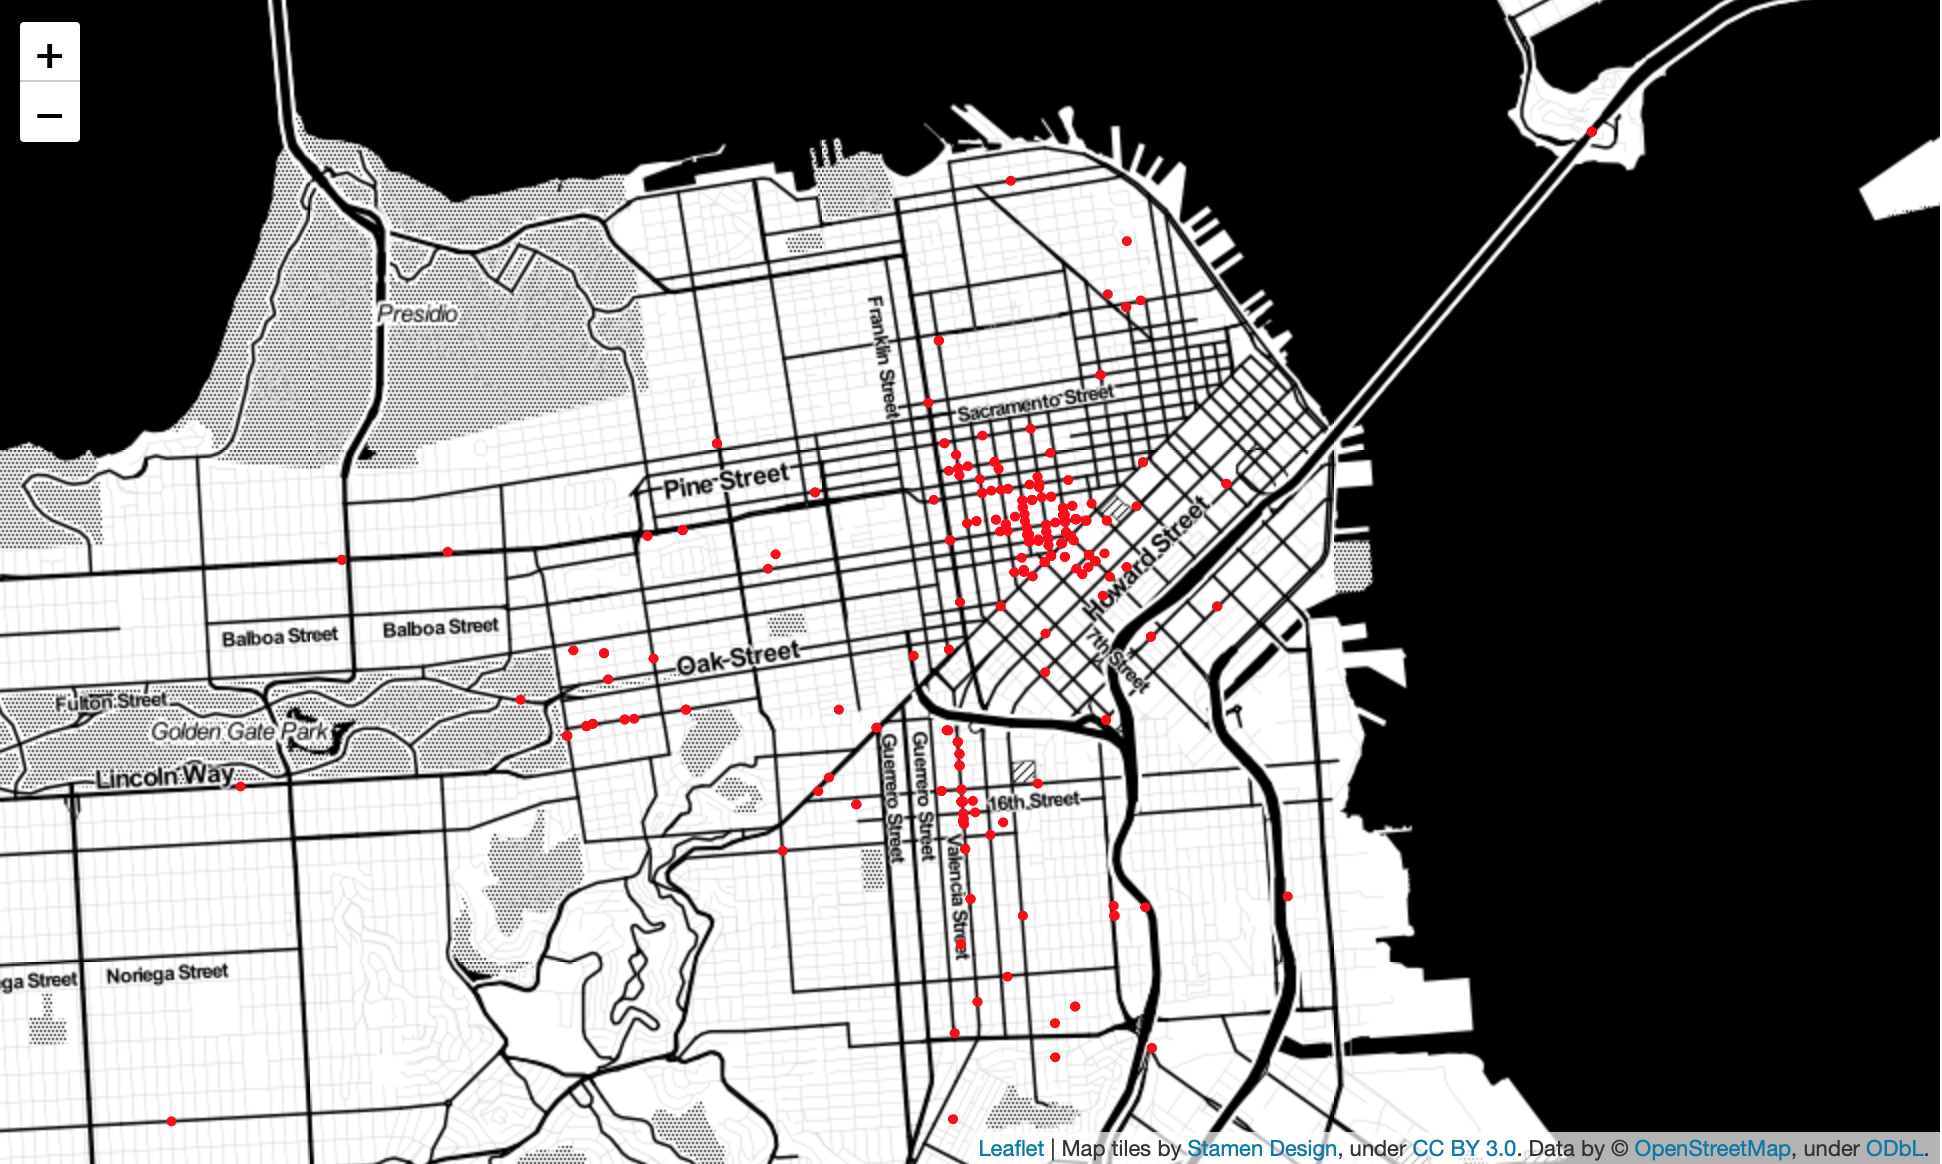 +
−
Presidio
Franklin Street
Sacramento Street
Pine Street
Howard Street
Balboa Street
Balboa Street
Oak Street
7th Street
Fulton Street
Golden Gate Park
Lincoln Way
Guerrero Street
Guerrero Street
16th Street
Valencia Street
ga Street
Noriega Street
Leaflet | Map tiles by Stamen Design, under CC BY 3.0. Data by © OpenStreetMap, under ODbL.